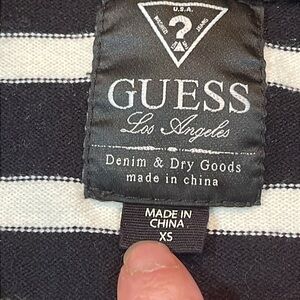 U.S.A.
?
GUESS
Los Angeles
Denim & Dry Goods
made in china
MADE IN
CHINA
XS